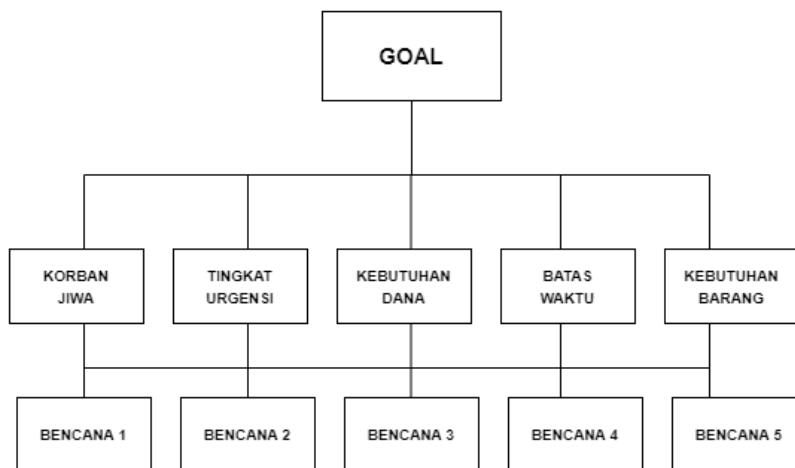 GOAL
KORBAN
JIWA
TINGKAT
URGENSI
KEBUTUHAN
DANA
BATAS
WAKTU
KEBUTUHAN
BARANG
BENCANA 1
BENCANA 2
BENCANA 3
BENCANA 4
BENCANA 5